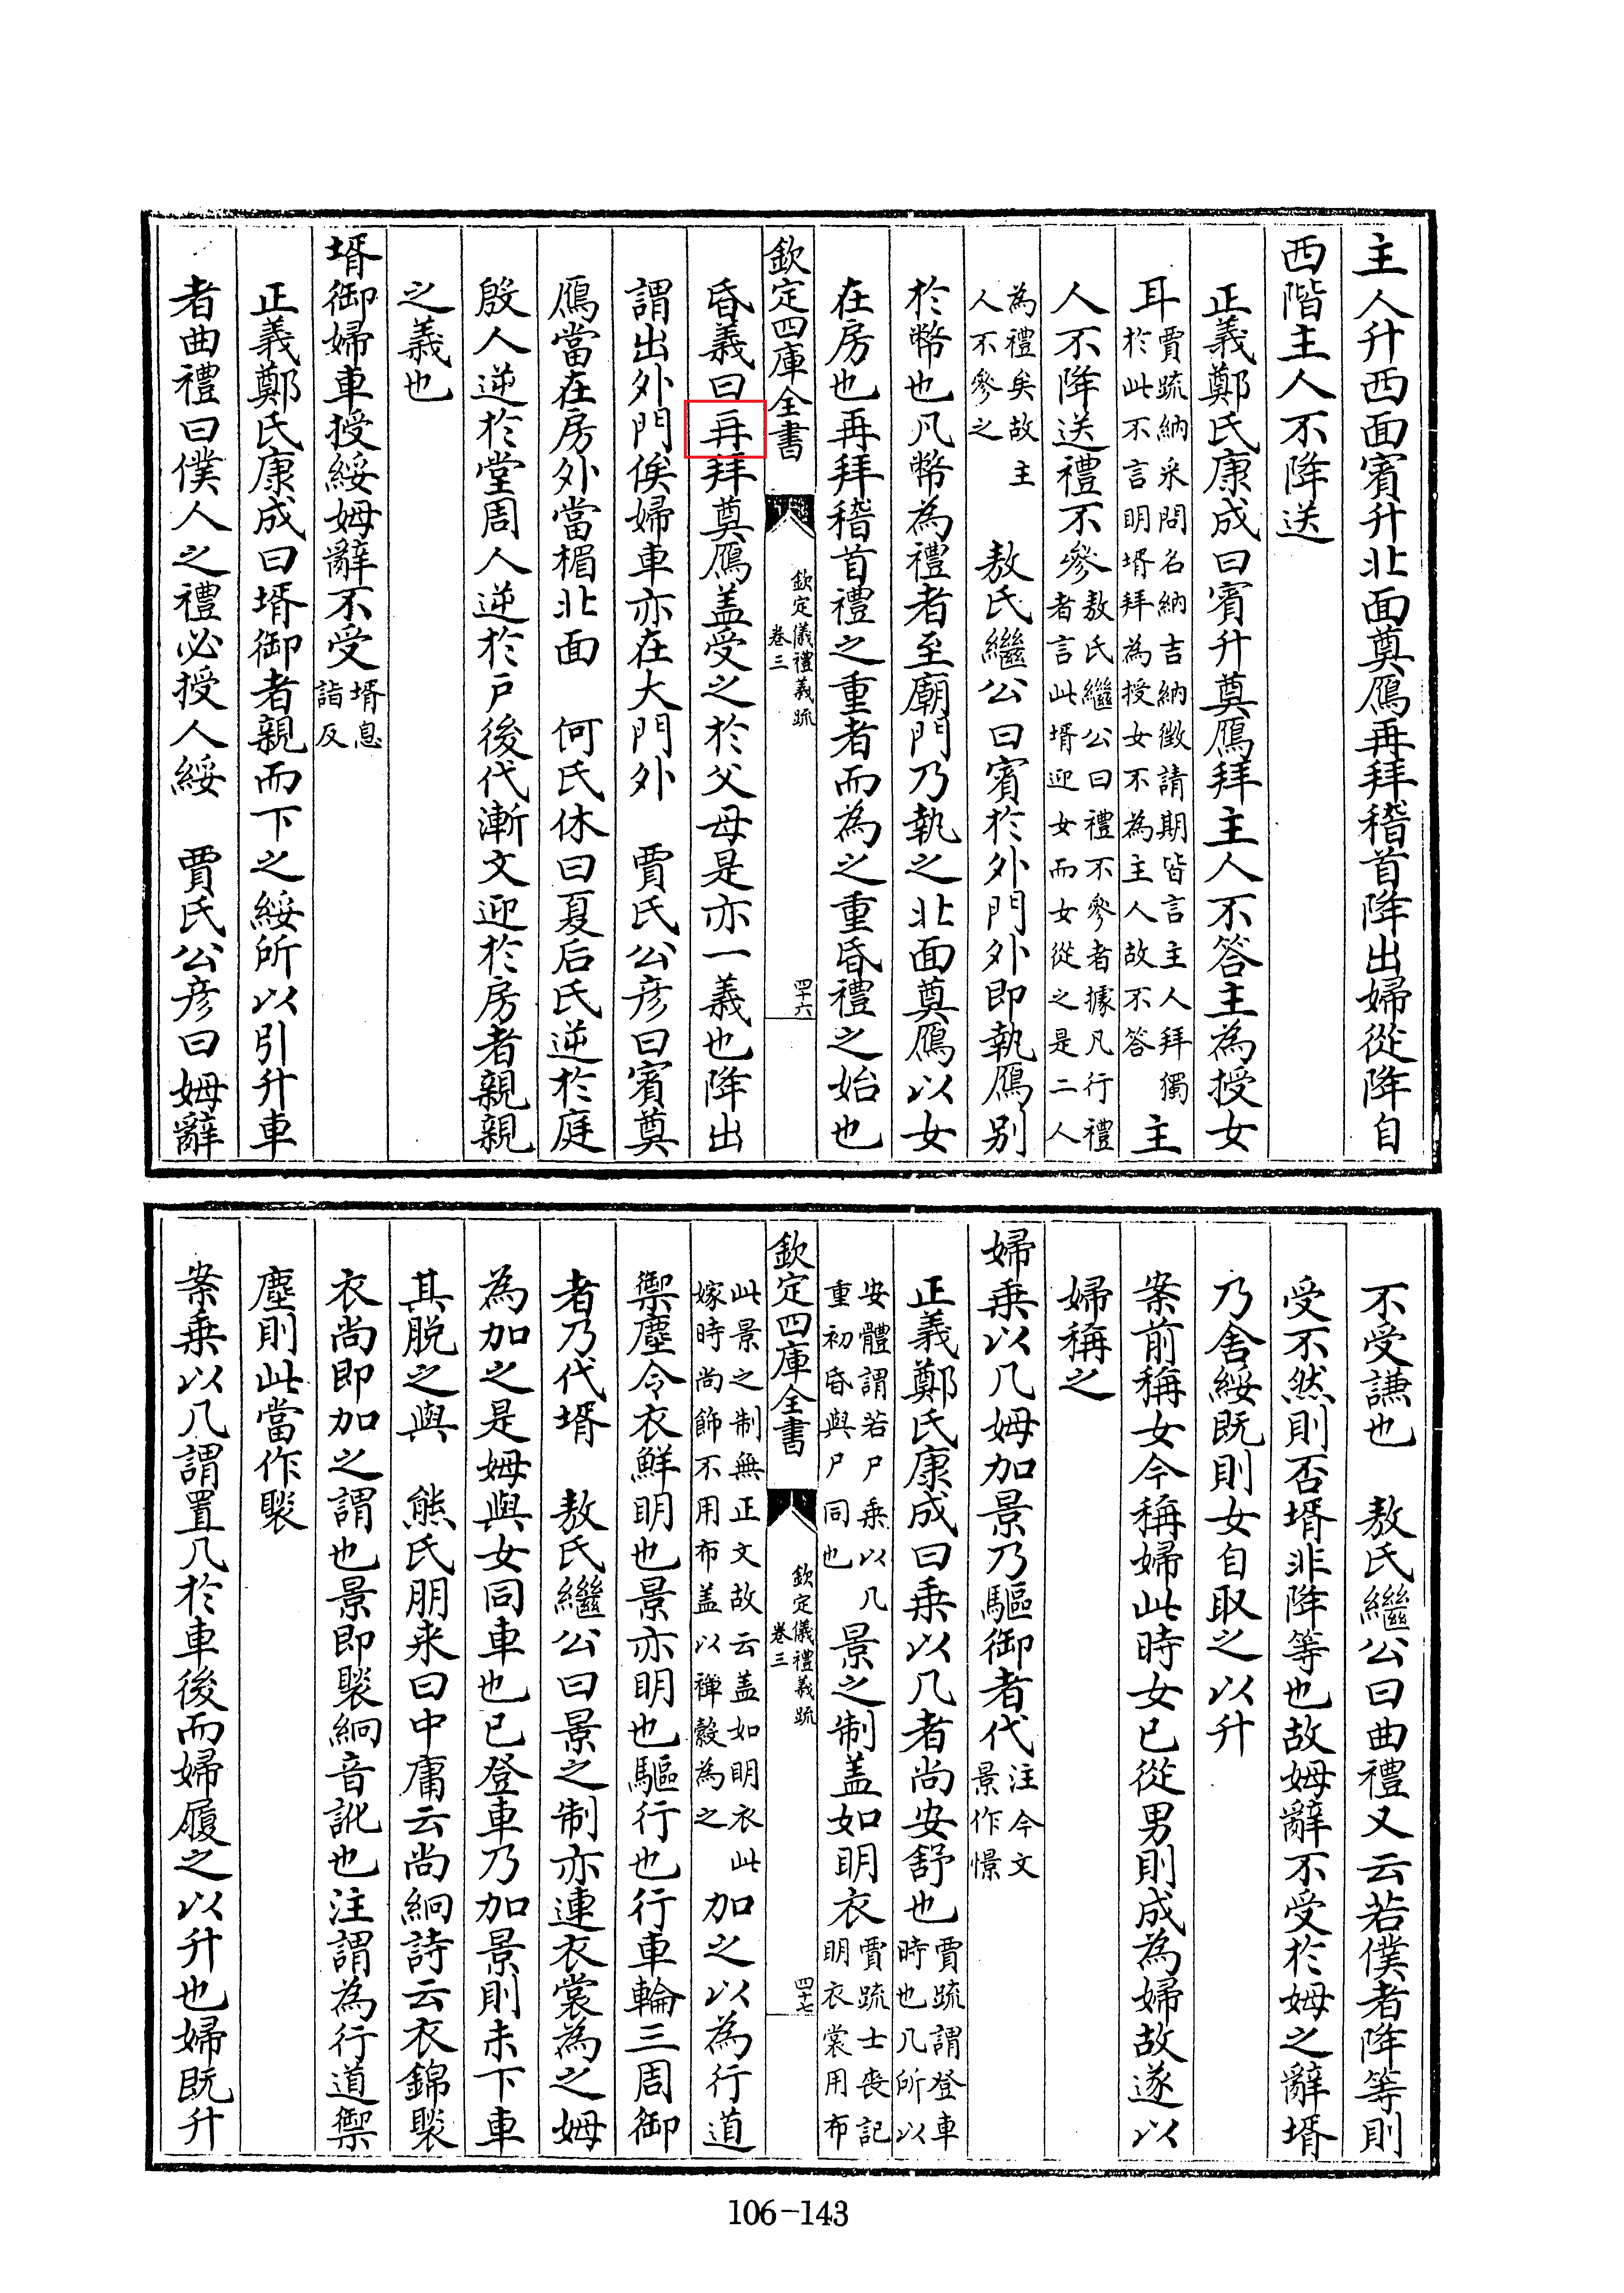 主人升西面賓升北面奠鴈再拜稽首降出婦從降自
西階主人不降送
正義鄭氏康成曰賓升奠鴈拜主人不答主為授女
耳賈疏納采問名納吉納徵請期皆言主人拜獨於此不言明壻拜為授女不為主人故不答主
人不降送禮不參敖氏繼公曰禮不參者據凡行禮者言此壻迎女而女從之是二人
為禮矣故主人不參之 敖氏繼公曰賓於外門外即執鴈別
於幣也凡幣為禮者至廟門乃執之北面奠鴈以女
在房也再拜稽首禮之重者而為之重昏禮之始也
欽定四庫全書 欽定儀禮義疏 卷三 四十六
昏義曰再拜奠鴈盖受之於父母是亦一義也降出
謂出外門俟婦車亦在大門外 賈氏公彦曰賓奠
鴈當在房外當楣北面 何氏休曰夏后氏逆於庭
殷人逆於堂周人逆於戸後代漸文迎於房者親親
之義也
壻御婦車授綏姆辭不受壻息詣反
正義鄭氏康成曰壻御者親而下之綏所以引升車
者曲禮曰僕人之禮必授人綏 賈氏公彦曰姆辭
不受謙也 敖氏繼公曰曲禮又云若僕者降等則
受不然則否壻非降等也故姆辭不受於姆之辭壻
乃舍綏既則女自取之以升
案前稱女今稱婦此時女已從男則成為婦故遂以
婦稱之
婦乗以几姆加景乃驅御者代注今文景作憬
正義鄭氏康成曰乗以几者尚安舒也賈疏謂登車時也几所以
安體謂若尸乗以几重初昏與尸同也景之制盖如明衣賈疏士喪記明衣裳用布
欽定四庫全書 欽定儀禮義疏 卷三 四十七
此景之制無正文故云盖如明衣此嫁時尚飾不用布盖以襌縠為之加之以為行道
禦塵令衣鮮明也景亦明也驅行也行車輪三周御
者乃代壻 敖氏繼公曰景之制亦連衣裳為之姆
為加之是姆與女同車也已登車乃加景則未下車
其脱之與 熊氏朋来曰中庸云尚絅詩云衣錦褧
衣尚即加之謂也景即褧絅音訛也注謂為行道禦
塵則此當作褧
案乗以几謂置几於車後而婦履之以升也婦既升
106-143